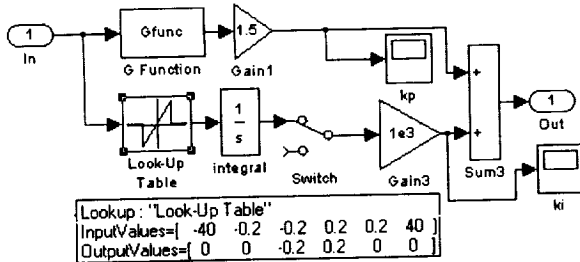 1
In
Gfunc
G Function
1.5
Gain1
kp
Look-Up
Table
1
s
integral
Switch
1e3
Gain3
+
+
Sum3
1
Out
ki
Lookup : "Look-Up Table"
InputValues=[ -40 -0.2 -0.2 0.2 0.2 40 ]
OutputValues=[ 0 0 -0.2 0.2 0 0 ]